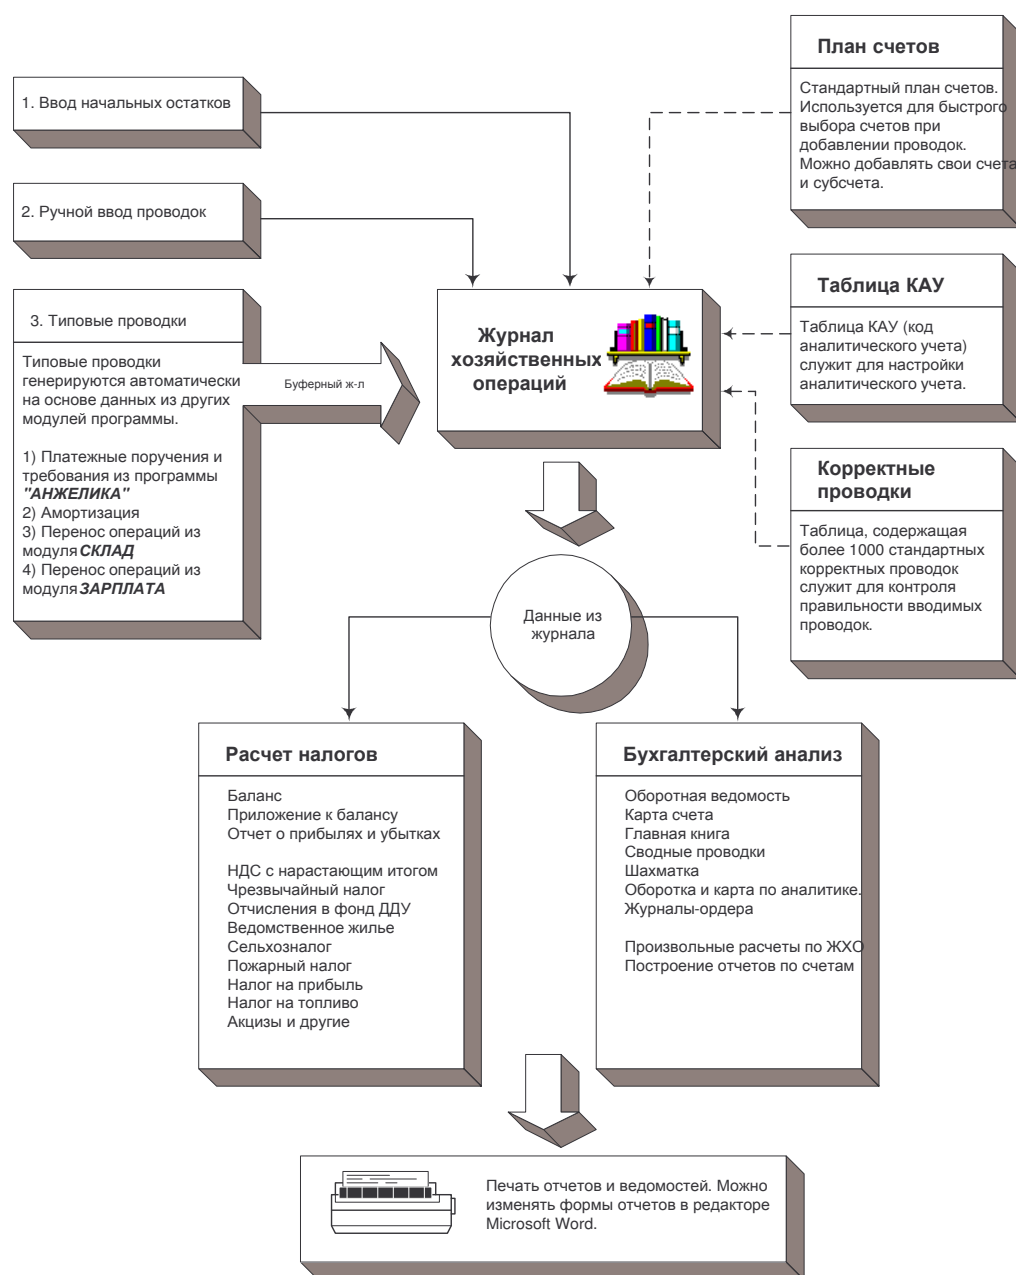 План счетов
Стандартный план счетов.
Используется для быстрого
выбора счетов при
добавлении проводок.
Можно добавлять свои счета
и субсчета.
1. Ввод начальных остатков
2. Ручной ввод проводок
3. Типовые проводки
Типовые проводки
генерируются автоматически
на основе данных из других
модулей программы.
1) Платежные поручения и
требования из программы
"АНЖЕЛИКА"
2) Амортизация
3) Перенос операций из
модуля СКЛАД
4) Перенос операций из
модуля ЗАРПЛАТА
Буферный ж-л
Журнал
хозяйственных
операций
Таблица КАУ
Таблица КАУ (код
аналитического учета)
служит для настройки
аналитического учета.
Корректные
проводки
Таблица, содержащая
более 1000 стандартных
корректных проводок
служит для контроля
правильности вводимых
проводок.
Данные из
журнала
Расчет налогов
Баланс
Приложение к балансу
Отчет о прибылях и убытках
НДС с нарастающим итогом
Чрезвычайный налог
Отчисления в фонд ДДУ
Ведомственное жилье
Сельхозналог
Пожарный налог
Налог на прибыль
Налог на топливо
Акцизы и другие
Бухгалтерский анализ
Оборотная ведомость
Карта счета
Главная книга
Сводные проводки
Шахматка
Оборотка и карта по аналитике.
Журналы-ордера
Произвольные расчеты по ЖХО
Построение отчетов по счетам
Печать отчетов и ведомостей. Можно
изменять формы отчетов в редакторе
Microsoft Word.